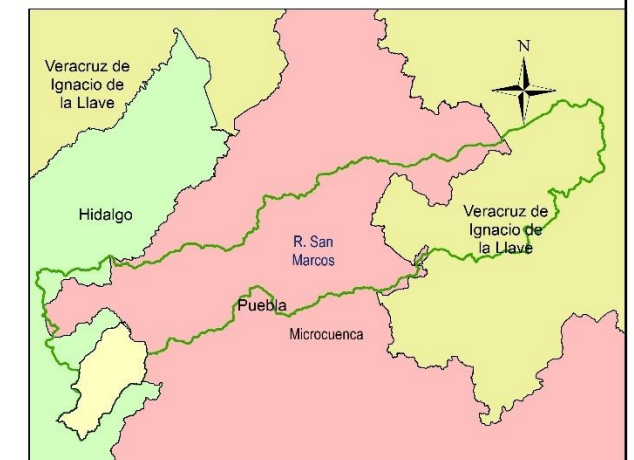 N
Veracruz de
Ignacio de
la Llave
Hidalgo
Veracruz de
Ignacio de
la Llave
R. San
Marcos
Puebla
Microcuenca